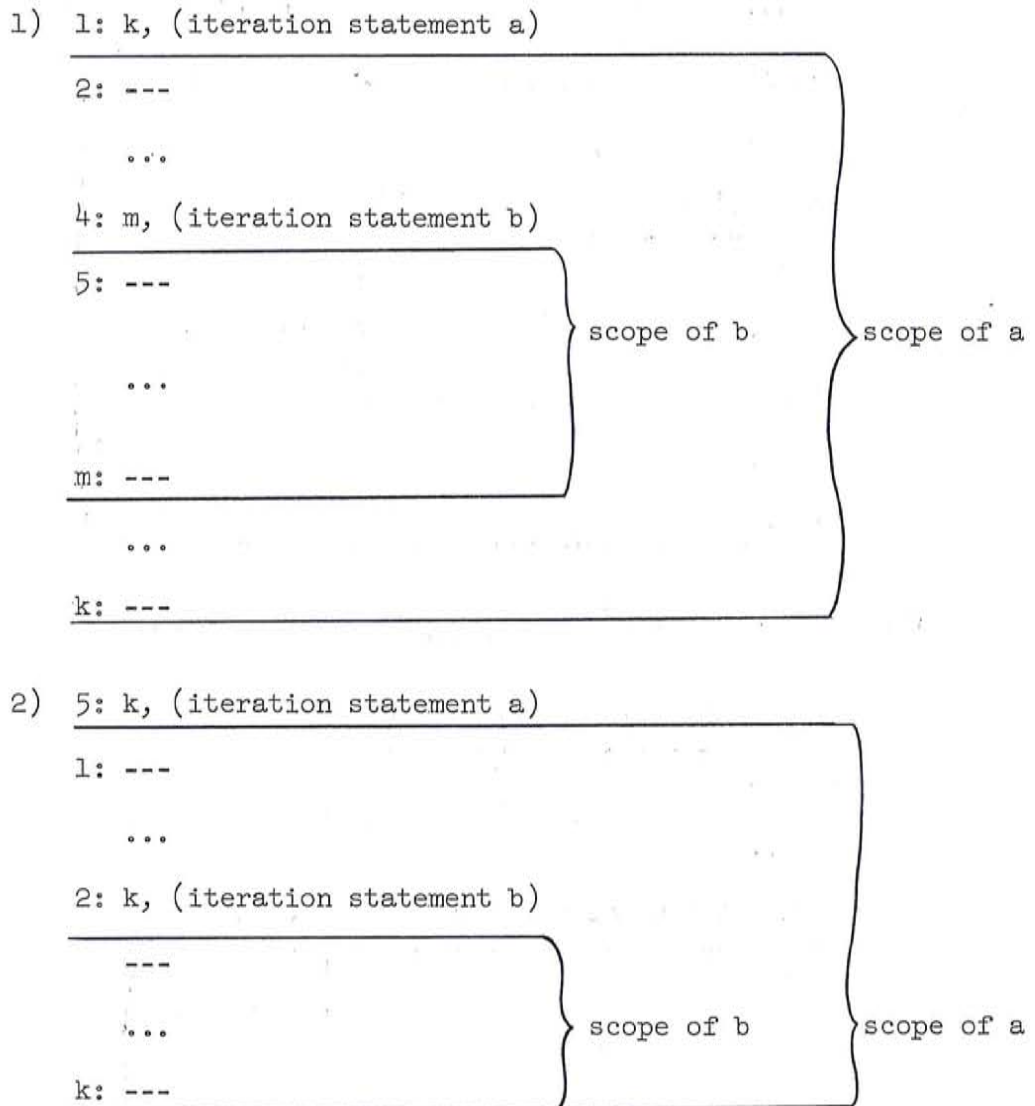 1) 1: k, (iteration statement a)
2: ---
...
4: m, (iteration statement b)
5: ---
scope of b scope of a
...
m: ---
...
k: ---
2) 5: k, (iteration statement a)
1: ---
...
2: k, (iteration statement b)
---
...
scope of b scope of a
k: ---